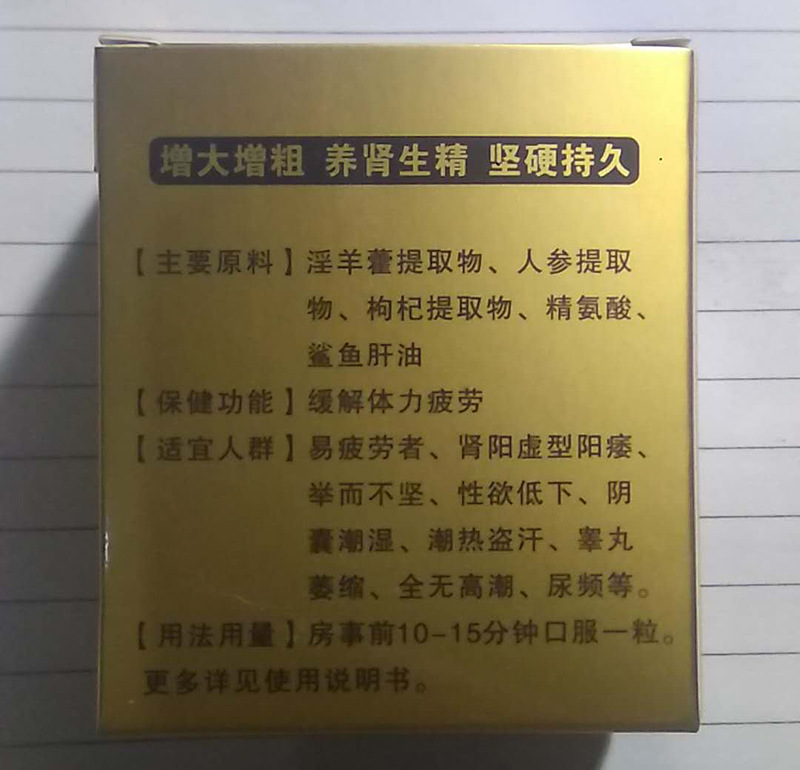 增大增粗 养肾生精 坚硬持久
【主要原料】淫羊藿提取物、人参提取
物、枸杞提取物、精氨酸、
鲨鱼肝油
【保健功能】缓解体力疲劳
【适宜人群】易疲劳者、肾阳虚型阳痿、
举而不坚、性欲低下、阴
囊潮湿、潮热盗汗、睾丸
萎缩、全无高潮、尿频等。
【用法用量】房事前10-15分钟口服一粒。
更多详见使用说明书。